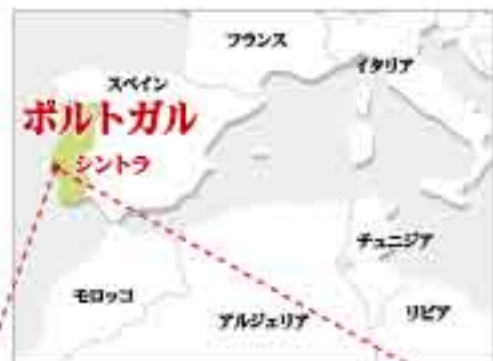 フランス
イタリア
スペイン
ポルトガル
シントラ
チュニジア
モロッコ
アルジェリア
リビア